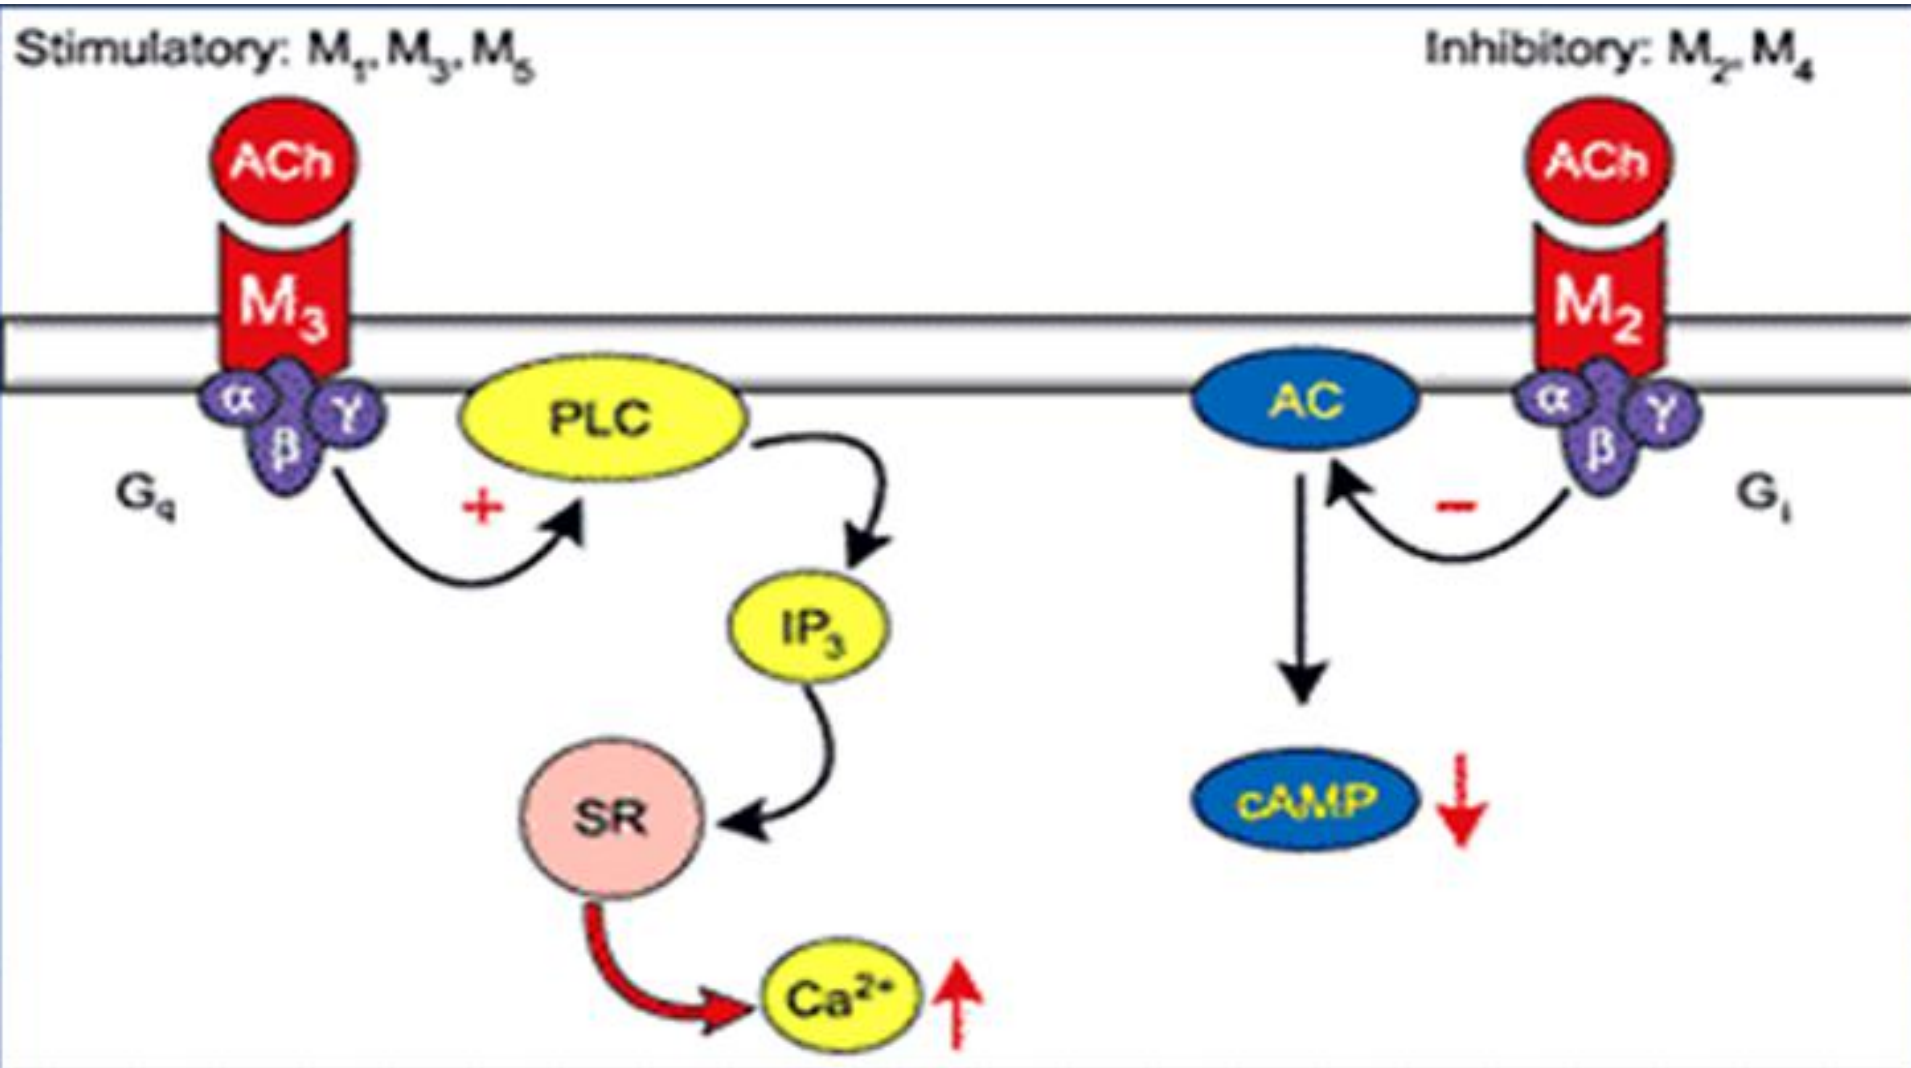 Stimulatory: M₁, M₃, M₅
Inhibitory: M₂, M₄
ACh
ACh
M₃
M₂
α
β
γ
PLC
AC
α
β
γ
Gq
+
−
Gᵢ
IP₃
SR
cAMP
Ca²⁺